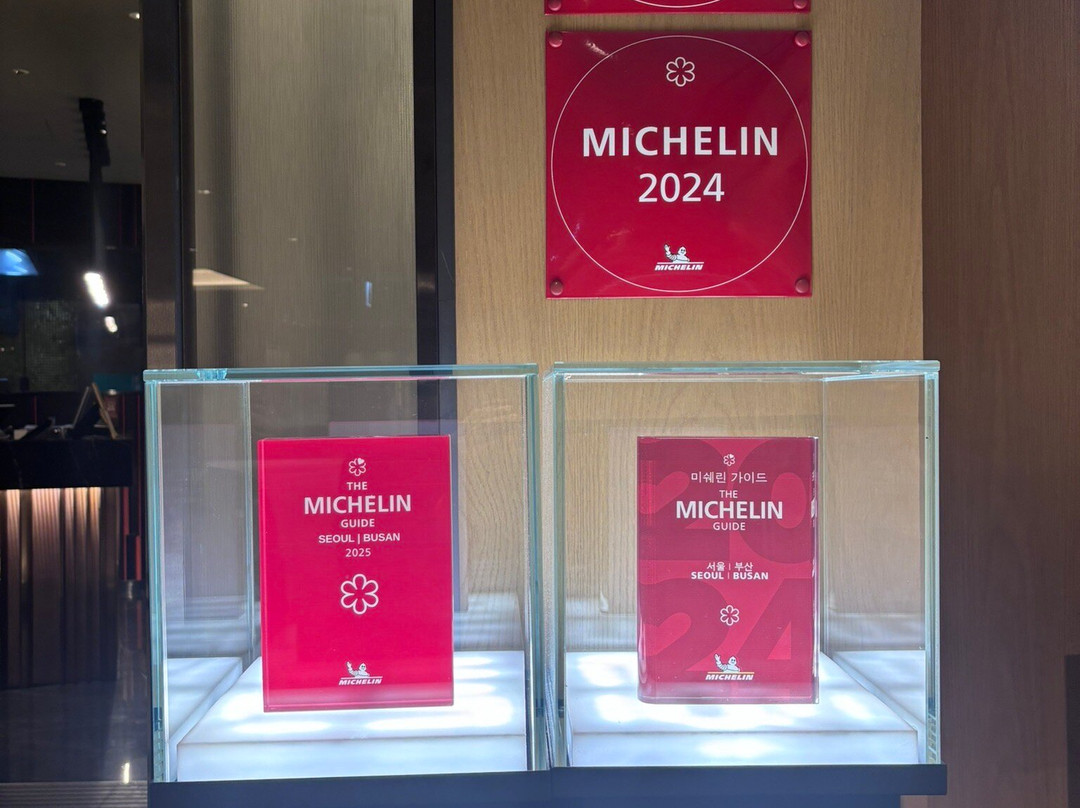 MICHELIN
2024
MICHELIN
THE
MICHELIN
GUIDE
SEOUL | BUSAN
2025
MICHELIN
2024
미쉐린 가이드
THE
MICHELIN
GUIDE
서울 | 부산
SEOUL | BUSAN
MICHELIN